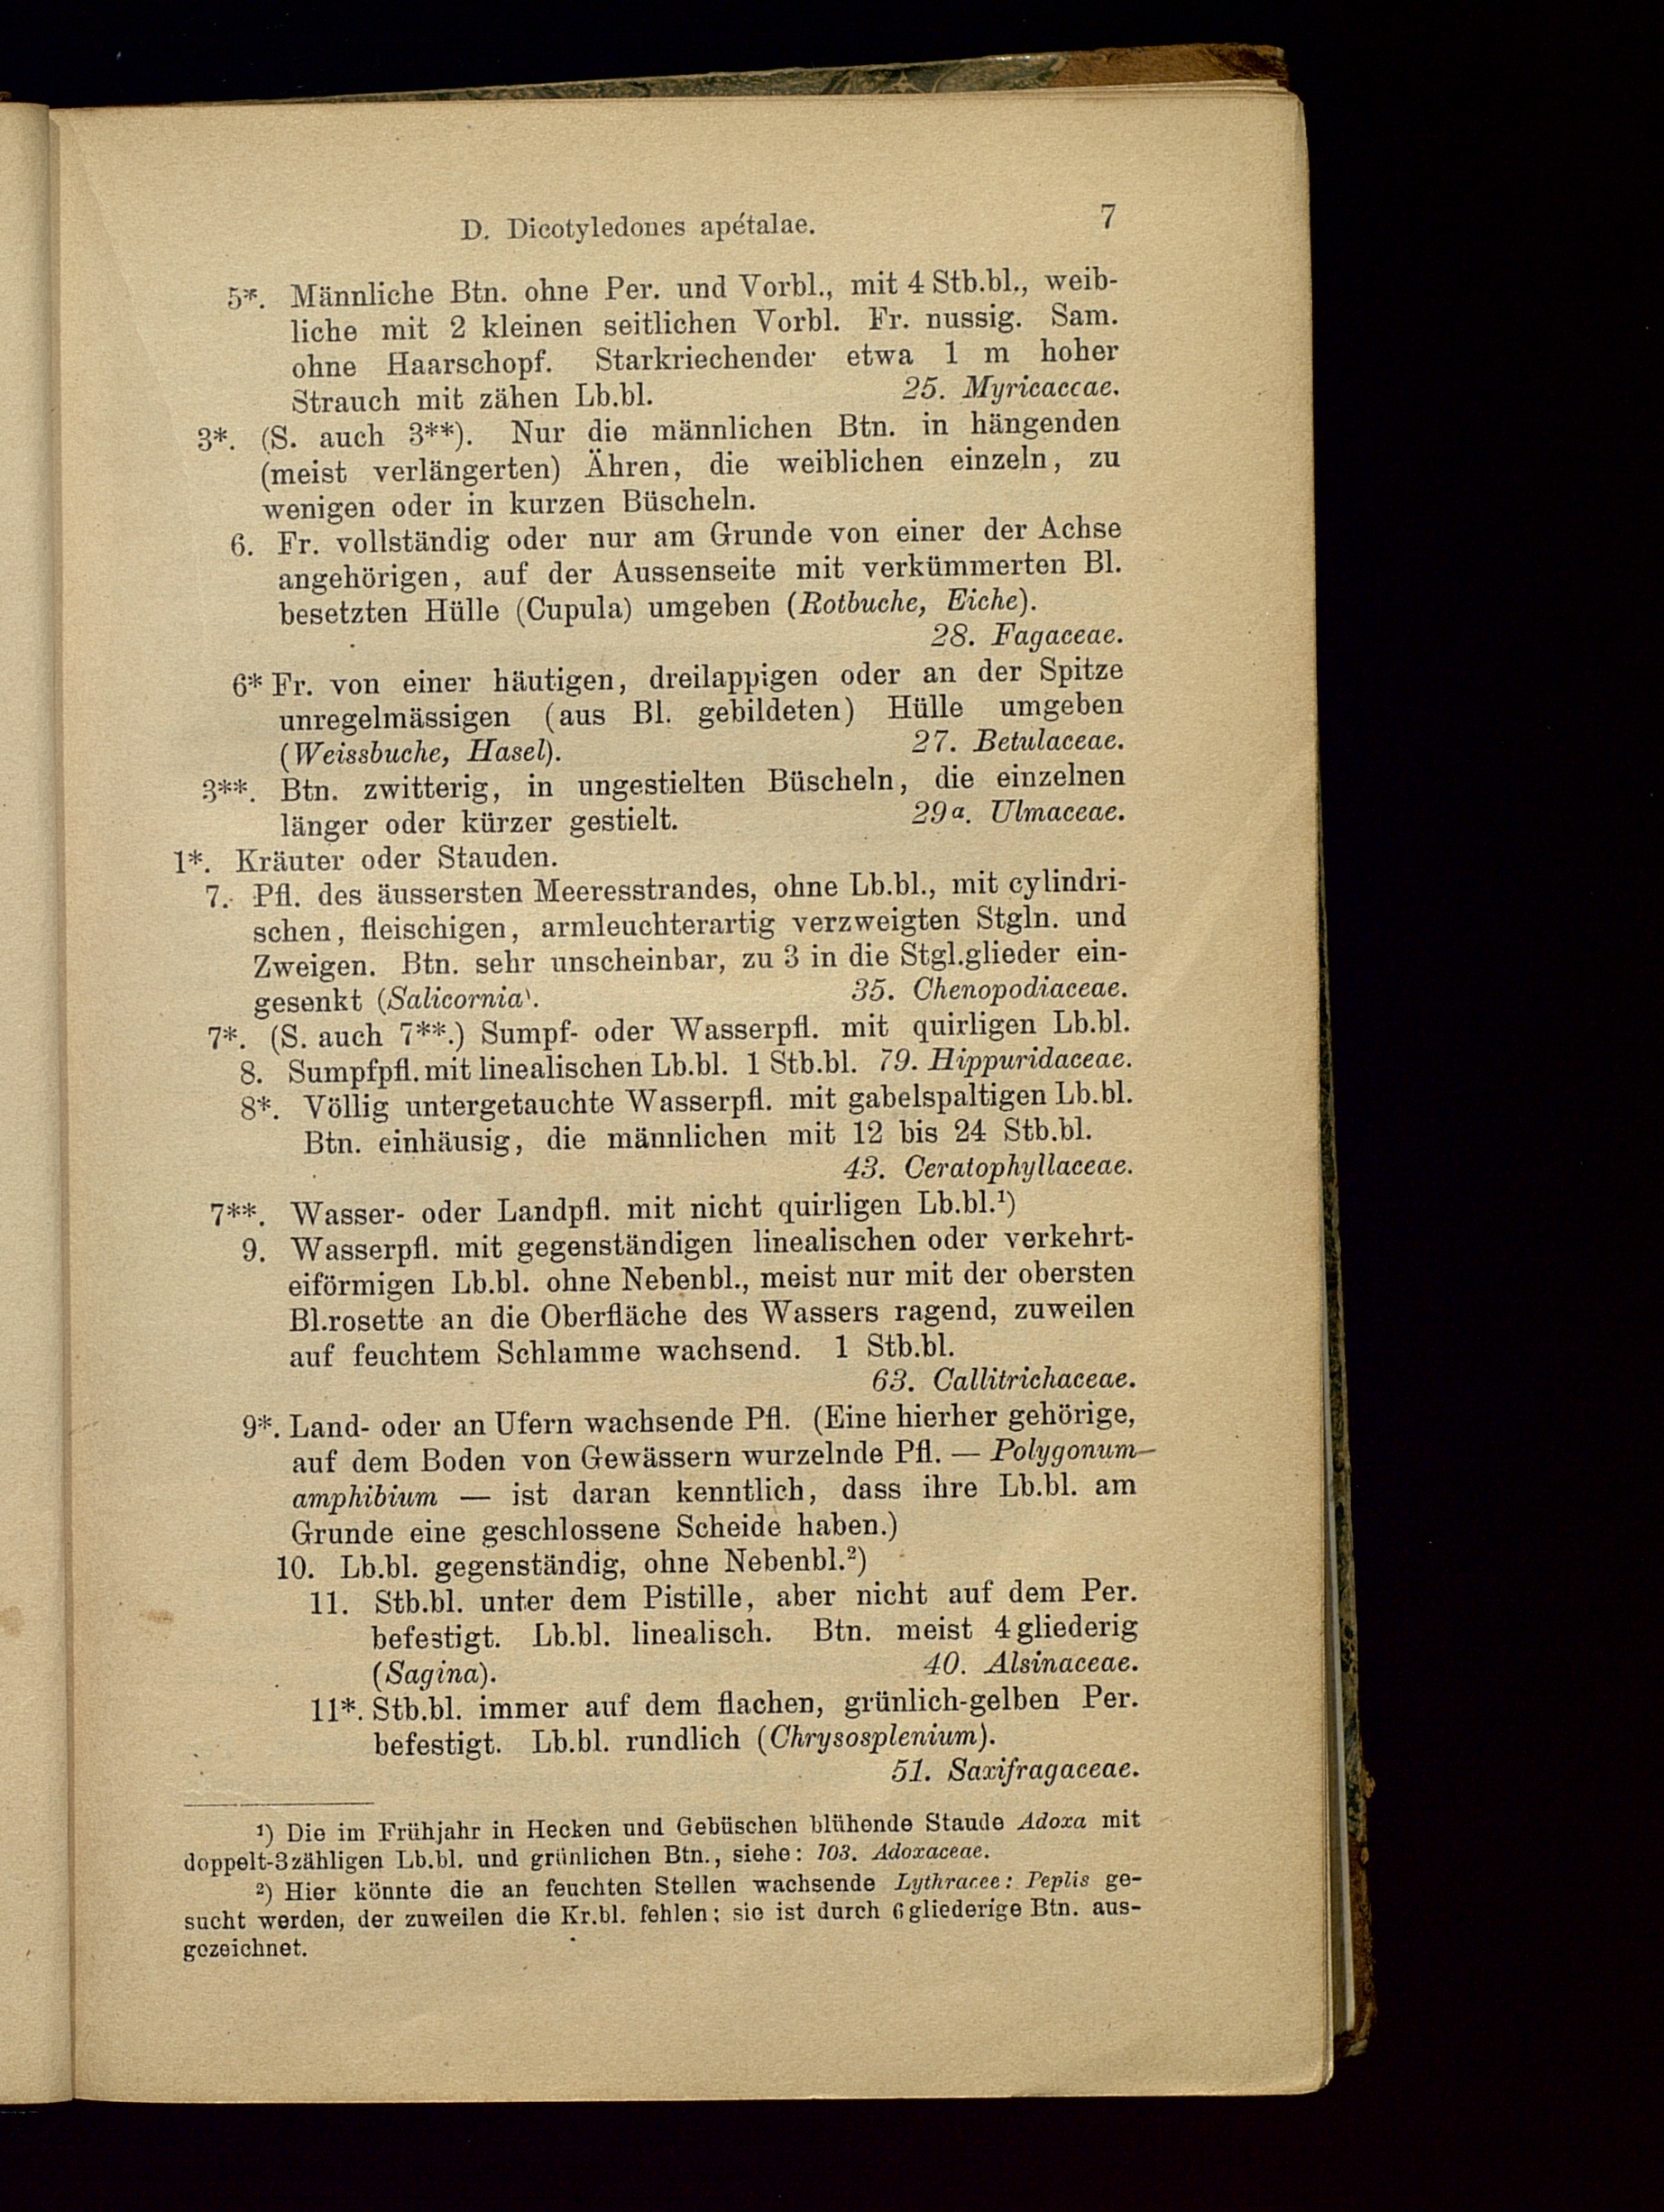 D. Dicotyledones apétalae. 7
5*. Männliche Btn. ohne Per. und Vorbl., mit 4 Stb.bl., weib-
liche mit 2 kleinen seitlichen Vorbl. Fr. nussig. Sam.
ohne Haarschopf. Starkriechender etwa 1 m hoher
Strauch mit zähen Lb.bl. 25. Myricaceae.
3*. (S. auch 3**). Nur die männlichen Btn. in hängenden
(meist verlängerten) Ähren, die weiblichen einzeln, zu
wenigen oder in kurzen Büscheln.
6. Fr. vollständig oder nur am Grunde von einer der Achse
angehörigen, auf der Aussenseite mit verkümmerten Bl.
besetzten Hülle (Cupula) umgeben (Rotbuche, Eiche).
28. Fagaceae.
6* Fr. von einer häutigen, dreilappigen oder an der Spitze
unregelmässigen (aus Bl. gebildeten) Hülle umgeben
(Weissbuche, Hasel). 27. Betulaceae.
3**. Btn. zwitterig, in ungestielten Büscheln, die einzelnen
länger oder kürzer gestielt. 29a. Ulmaceae.
1*. Kräuter oder Stauden.
7. Pfl. des äussersten Meeresstrandes, ohne Lb.bl., mit cylindri-
schen, fleischigen, armleuchterartig verzweigten Stgln. und
Zweigen. Btn. sehr unscheinbar, zu 3 in die Stgl.glieder ein-
gesenkt (Salicornia). 35. Chenopodiaceae.
7*. (S. auch 7**.) Sumpf- oder Wasserpfl. mit quirligen Lb.bl.
8. Sumpfpfl. mit linealischen Lb.bl. 1 Stb.bl. 79. Hippuridaceae.
8*. Völlig untergetauchte Wasserpfl. mit gabelspaltigen Lb.bl.
Btn. einhäusig, die männlichen mit 12 bis 24 Stb.bl.
43. Ceratophyllaceae.
7**. Wasser- oder Landpfl. mit nicht quirligen Lb.bl.¹)
9. Wasserpfl. mit gegenständigen linealischen oder verkehrt-
eiförmigen Lb.bl. ohne Nebenbl., meist nur mit der obersten
Bl.rosette an die Oberfläche des Wassers ragend, zuweilen
auf feuchtem Schlamme wachsend. 1 Stb.bl.
63. Callitrichaceae.
9*. Land- oder an Ufern wachsende Pfl. (Eine hierher gehörige,
auf dem Boden von Gewässern wurzelnde Pfl. — Polygonum
amphibium — ist daran kenntlich, dass ihre Lb.bl. am
Grunde eine geschlossene Scheide haben.)
10. Lb.bl. gegenständig, ohne Nebenbl.²)
11. Stb.bl. unter dem Pistille, aber nicht auf dem Per.
befestigt. Lb.bl. linealisch. Btn. meist 4gliederig
(Sagina). 40. Alsinaceae.
11*. Stb.bl. immer auf dem flachen, grünlich-gelben Per.
befestigt. Lb.bl. rundlich (Chrysosplenium).
51. Saxifragaceae.
¹) Die im Frühjahr in Hecken und Gebüschen blühende Staude Adoxa mit
doppelt-3zähligen Lb.bl. und grünlichen Btn., siehe: 103. Adoxaceae.
²) Hier könnte die an feuchten Stellen wachsende Lythracee: Peplis ge-
sucht werden, der zuweilen die Kr.bl. fehlen; sie ist durch 6gliederige Btn. aus-
gezeichnet.